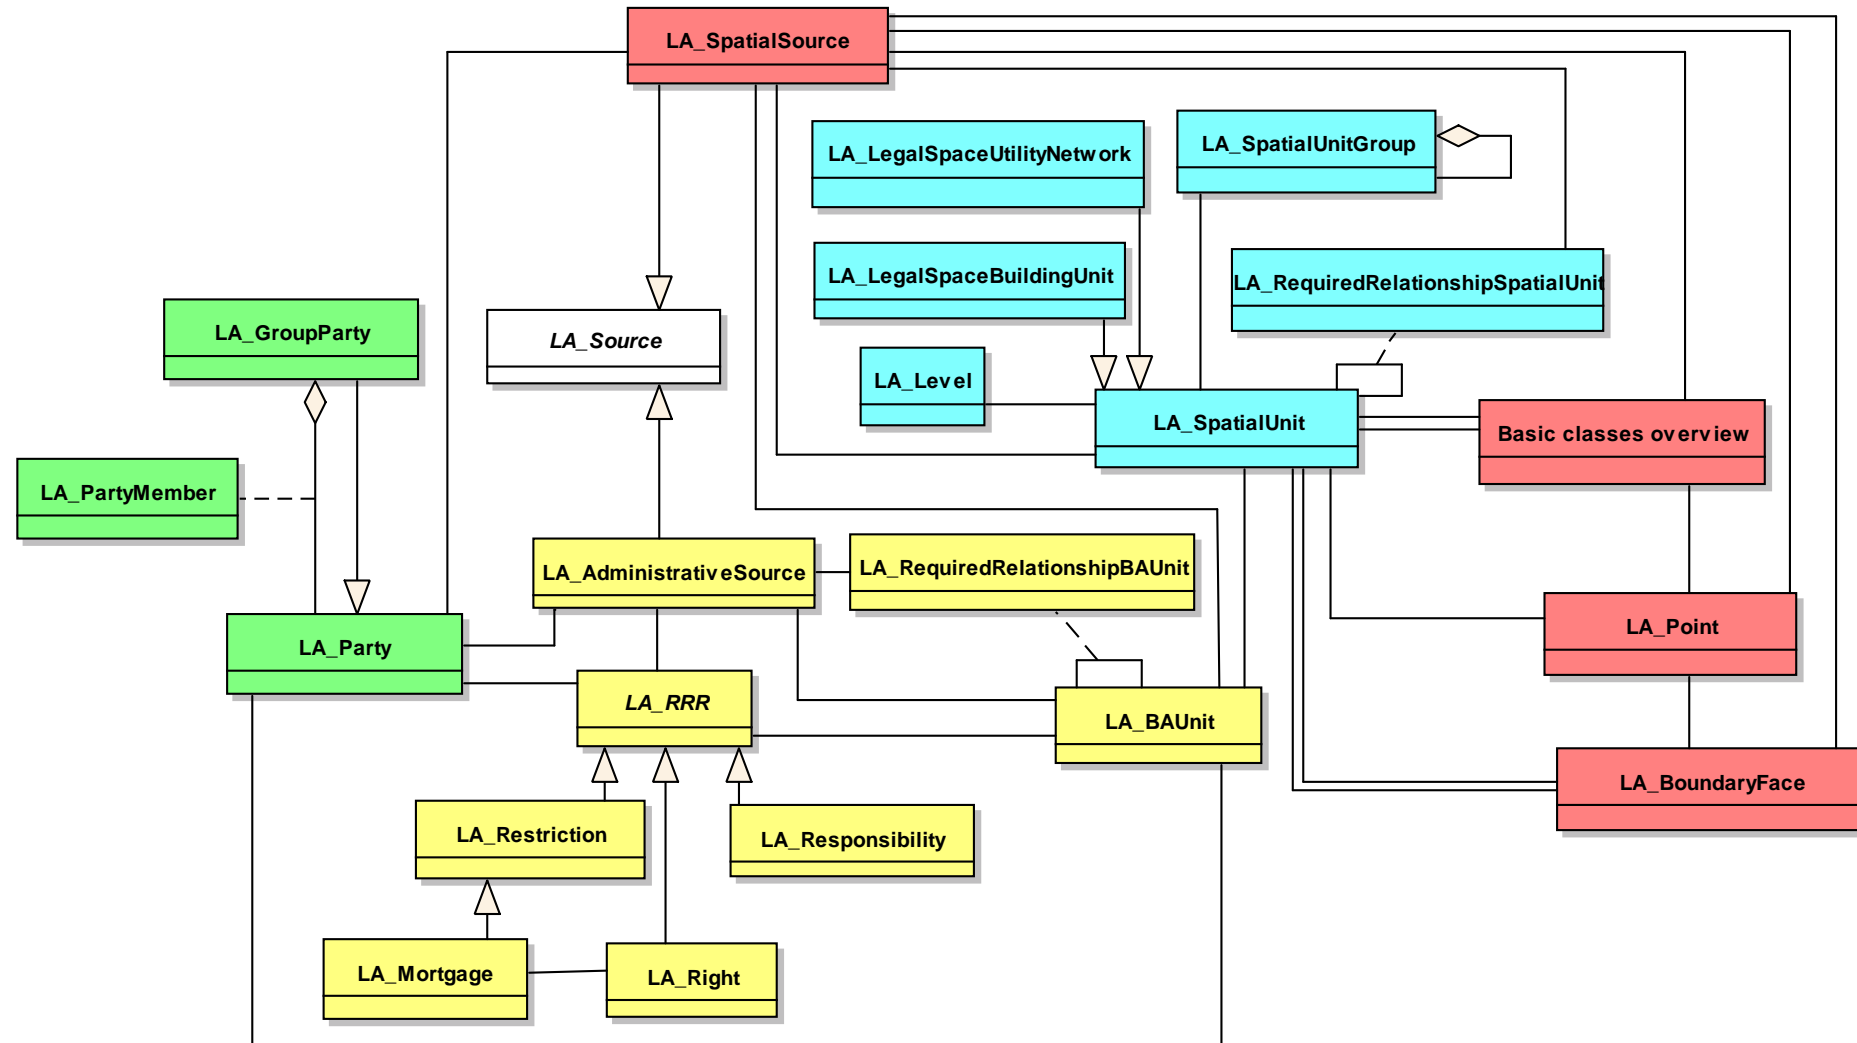 LA_SpatialSource
LA_LegalSpaceUtilityNetwork
LA_SpatialUnitGroup
LA_LegalSpaceBuildingUnit
LA_RequiredRelationshipSpatialUnit
LA_GroupParty
LA_Source
LA_Level
LA_SpatialUnit
Basic classes overview
LA_PartyMember
LA_AdministrativeSource
LA_RequiredRelationshipBAUnit
LA_Party
LA_Point
LA_RRR
LA_BAUnit
LA_BoundaryFace
LA_Restriction
LA_Responsibility
LA_Mortgage
LA_Right